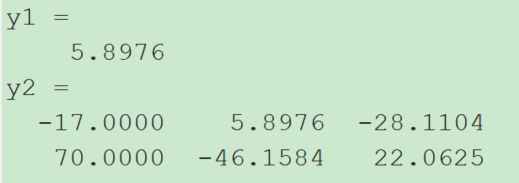 y1 =
5.8976
y2 =
-17.0000 5.8976 -28.1104
70.0000 -46.1584 22.0625